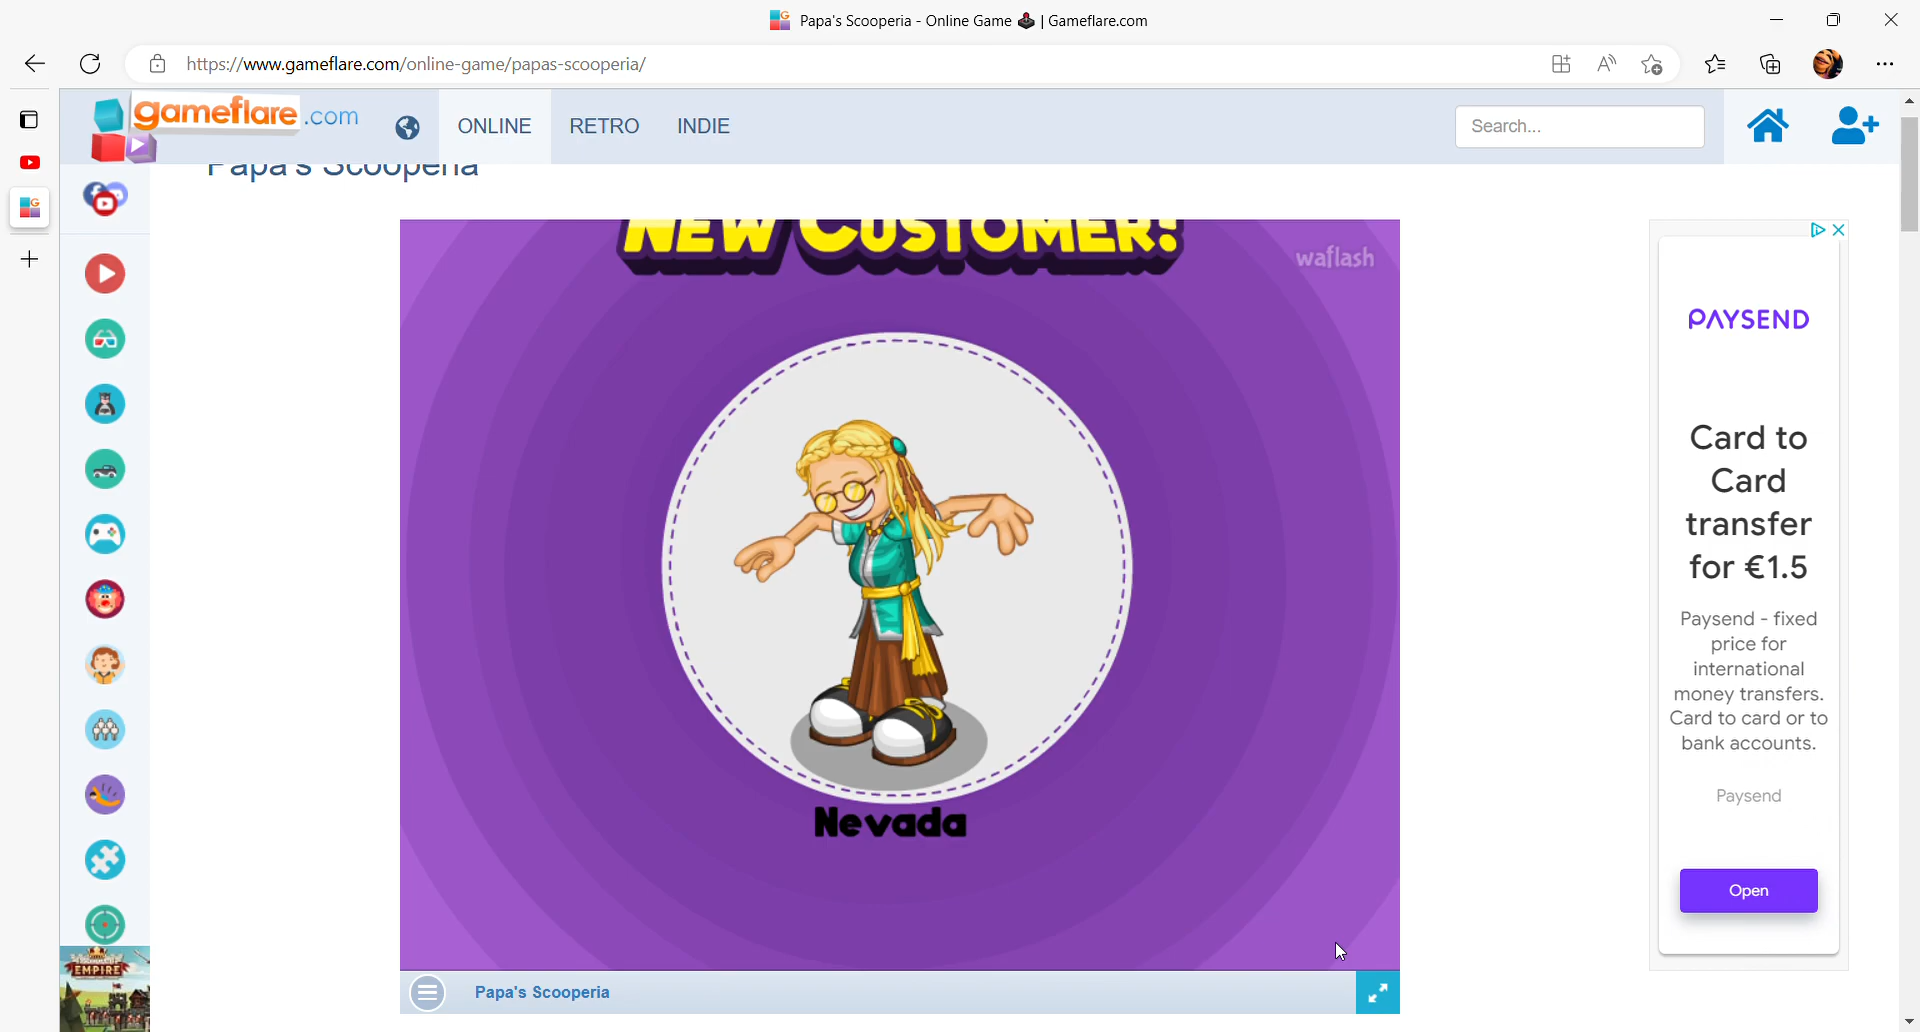 Papa's Scooperia - Online Game | Gameflare.com
https://www.gameflare.com/online-game/papas-scooperia/
gameflare.com
ONLINE
RETRO
INDIE
Search...
Papa's Scooperia
NEW CUSTOMER!
waflash
Nevada
Papa's Scooperia
PAYSEND
Card to
Card
transfer
for €1.5
Paysend - fixed
price for
international
money transfers.
Card to card or to
bank accounts.
Paysend
Open
EMPIRE